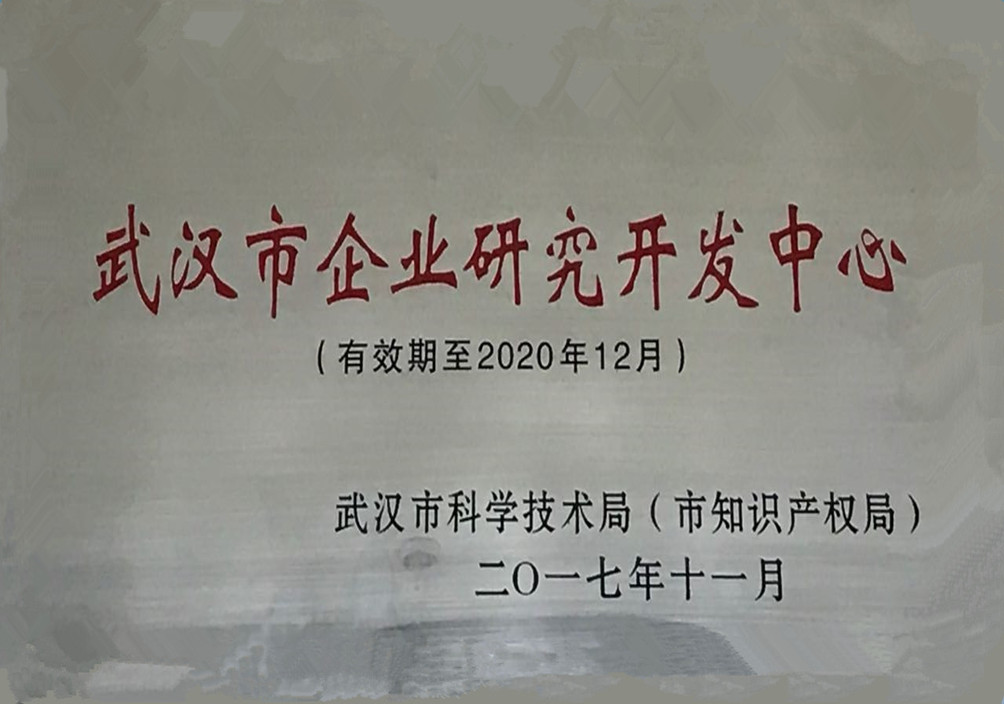 武汉市企业研究开发中心
（有效期至2020年12月）
武汉市科学技术局（市知识产权局）
二〇一七年十一月